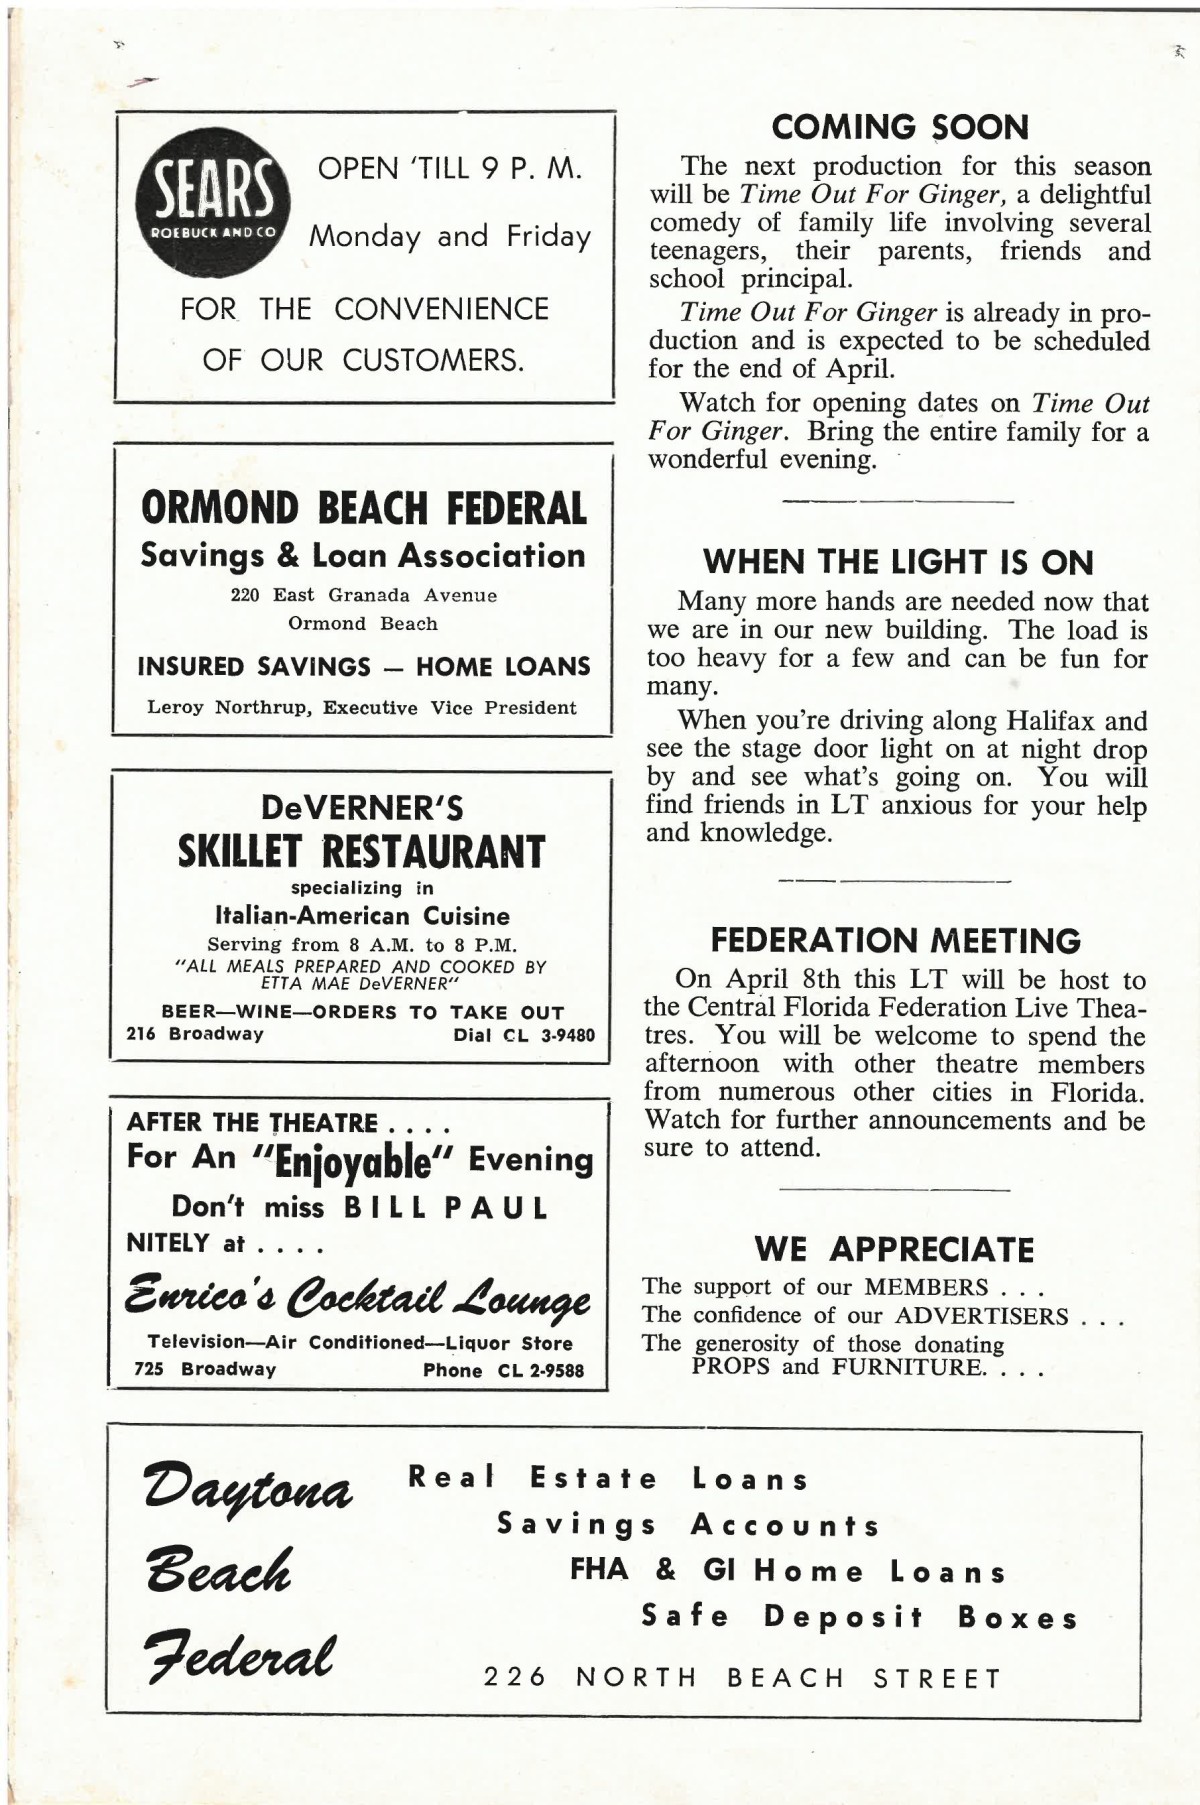 SEARS
ROEBUCK AND CO
OPEN 'TILL 9 P. M.
Monday and Friday
FOR THE CONVENIENCE
OF OUR CUSTOMERS.
ORMOND BEACH FEDERAL
Savings & Loan Association
220 East Granada Avenue
Ormond Beach
INSURED SAVINGS — HOME LOANS
Leroy Northrup, Executive Vice President
DeVERNER'S
SKILLET RESTAURANT
specializing in
Italian-American Cuisine
Serving from 8 A.M. to 8 P.M.
"ALL MEALS PREPARED AND COOKED BY
ETTA MAE DeVERNER"
BEER—WINE—ORDERS TO TAKE OUT
216 Broadway Dial CL 3-9480
AFTER THE THEATRE . . . .
For An "Enjoyable" Evening
Don't miss BILL PAUL
NITELY at . . . .
Enrico's Cocktail Lounge
Television—Air Conditioned—Liquor Store
725 Broadway Phone CL 2-9588
COMING SOON
The next production for this season
will be Time Out For Ginger, a delightful
comedy of family life involving several
teenagers, their parents, friends and
school principal.
Time Out For Ginger is already in pro-
duction and is expected to be scheduled
for the end of April.
Watch for opening dates on Time Out
For Ginger. Bring the entire family for a
wonderful evening.
WHEN THE LIGHT IS ON
Many more hands are needed now that
we are in our new building. The load is
too heavy for a few and can be fun for
many.
When you're driving along Halifax and
see the stage door light on at night drop
by and see what's going on. You will
find friends in LT anxious for your help
and knowledge.
FEDERATION MEETING
On April 8th this LT will be host to
the Central Florida Federation Live Thea-
tres. You will be welcome to spend the
afternoon with other theatre members
from numerous other cities in Florida.
Watch for further announcements and be
sure to attend.
WE APPRECIATE
The support of our MEMBERS . . .
The confidence of our ADVERTISERS . . .
The generosity of those donating
PROPS and FURNITURE. . . .
Daytona
Beach
Federal
Real Estate Loans
Savings Accounts
FHA & GI Home Loans
Safe Deposit Boxes
226 NORTH BEACH STREET